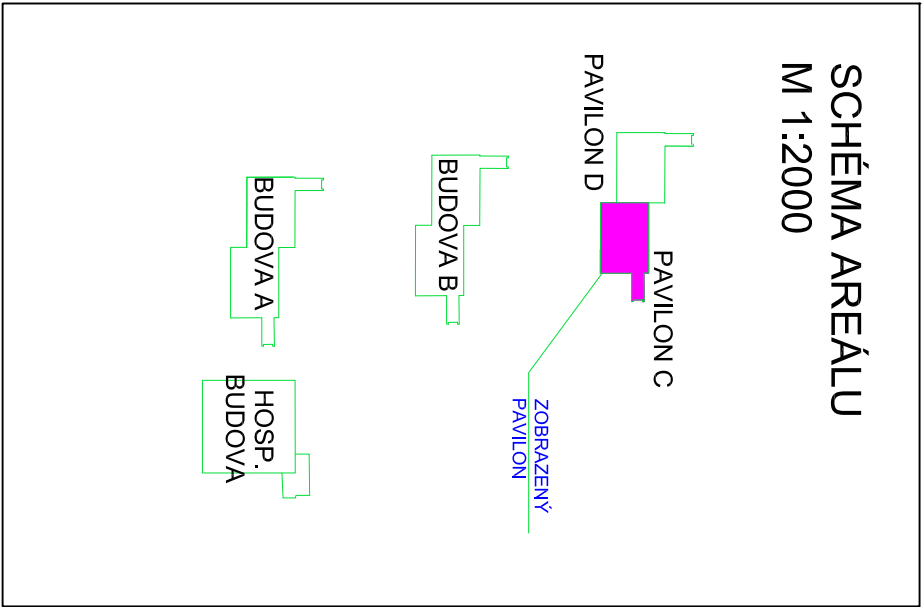 SCHÉMA AREÁLU
M 1:2000
PAVILON D
PAVILON C
BUDOVA B
ZOBRAZENÝ
PAVILON
BUDOVA A
HOSP.
BUDOVA